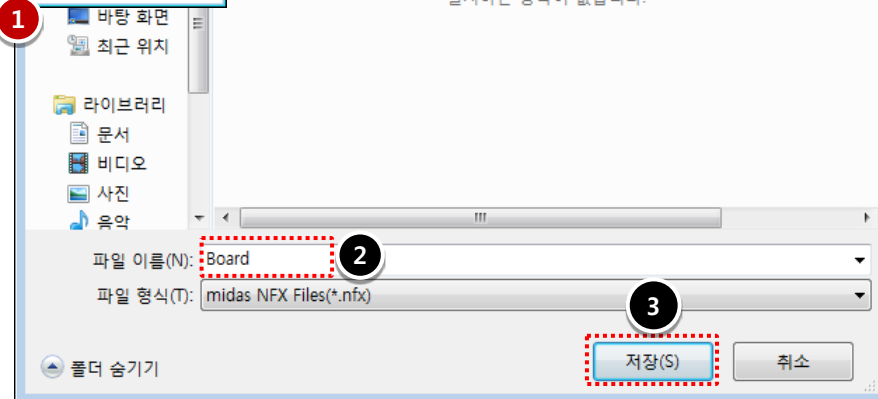 1
바탕 화면
최근 위치
라이브러리
문서
비디오
사진
음악
파일 이름(N): Board
2
파일 형식(T): midas NFX Files(*.nfx)
3
폴더 숨기기
저장(S)
취소